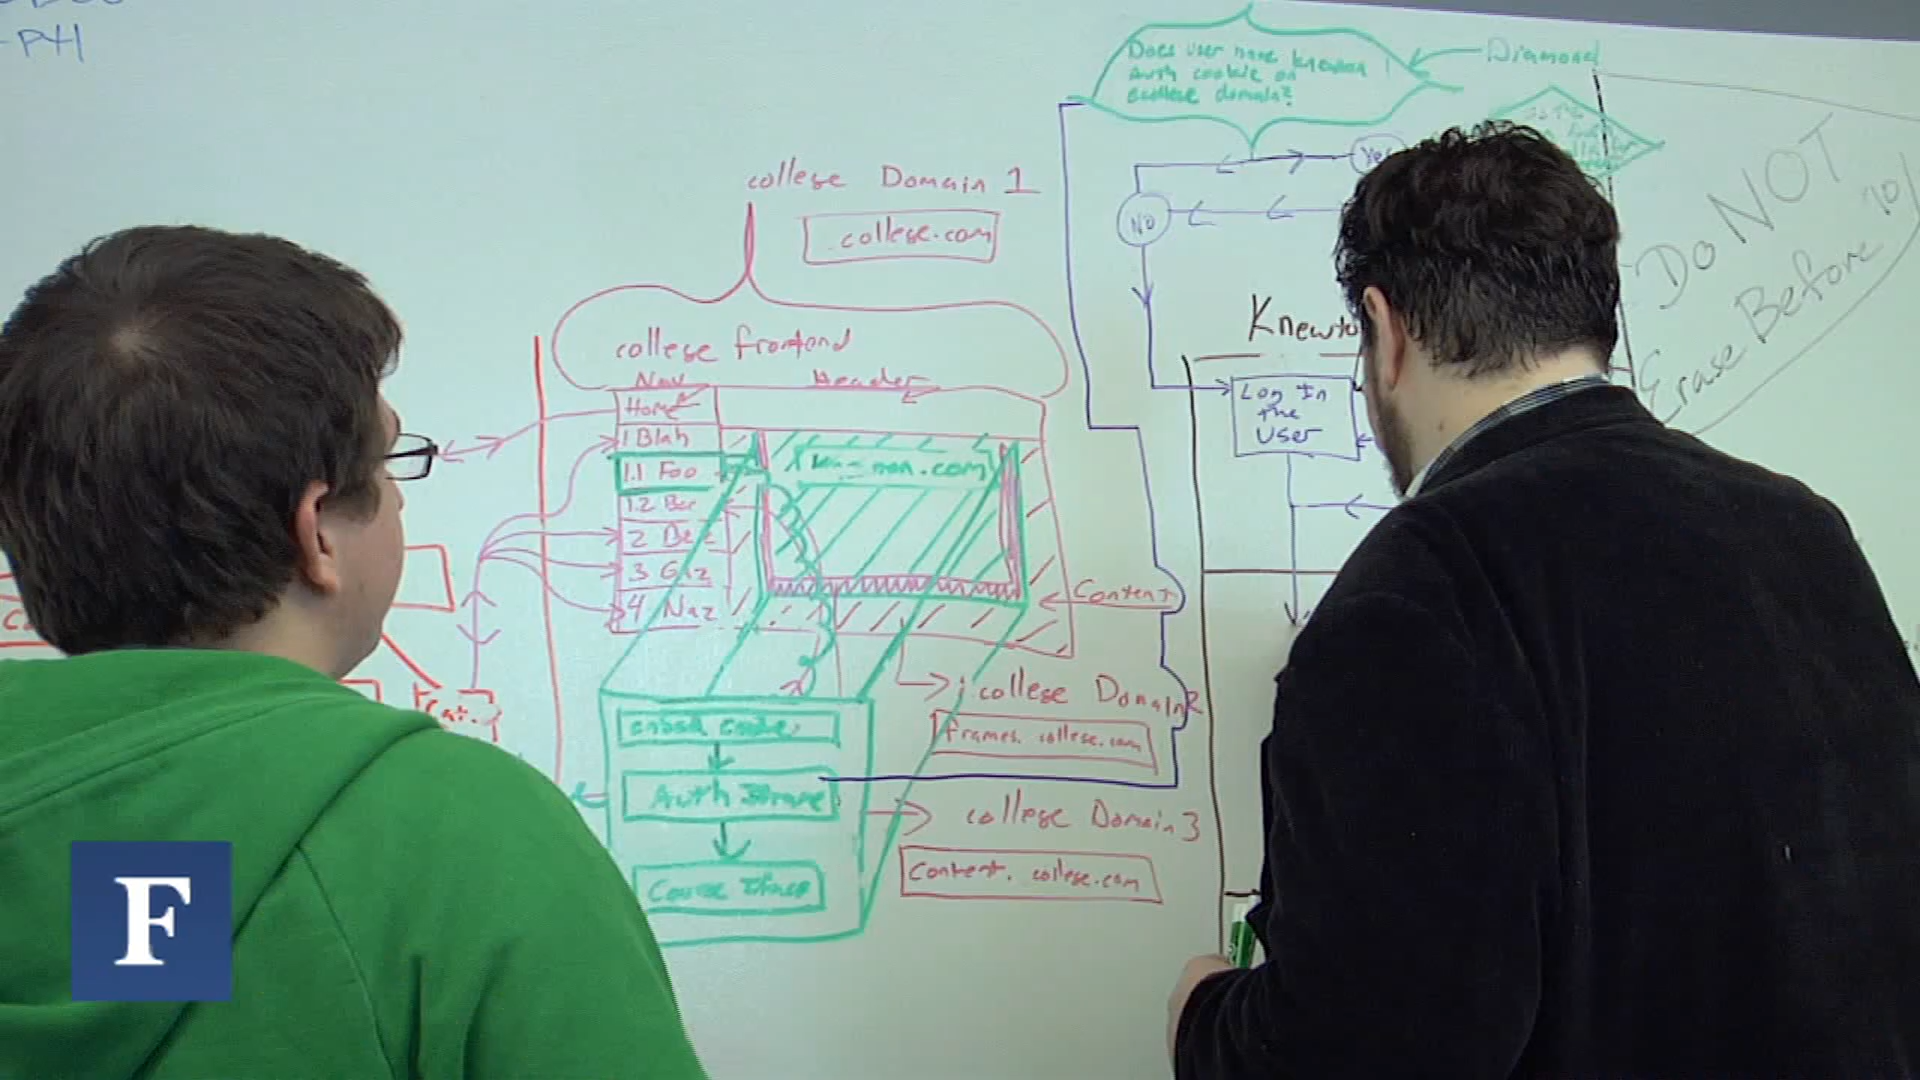 -PH
Does user have knewton
Auth cookie on
college domain?
Diamond
Yes
NO
Do NOT
Erase Before
10/
college Domain 1
.college.com
college frontend
Nav
Header
Home
1 Blah
1.1 Foo
1.2 Bar
2
3 Gaz
4 Naz
.com
Content
Knewto
Log In
the
User
college Domain 2
frames.college.com
embed code
Auth Iframe
Course Iframe
college Domain 3
Content.college.com
F